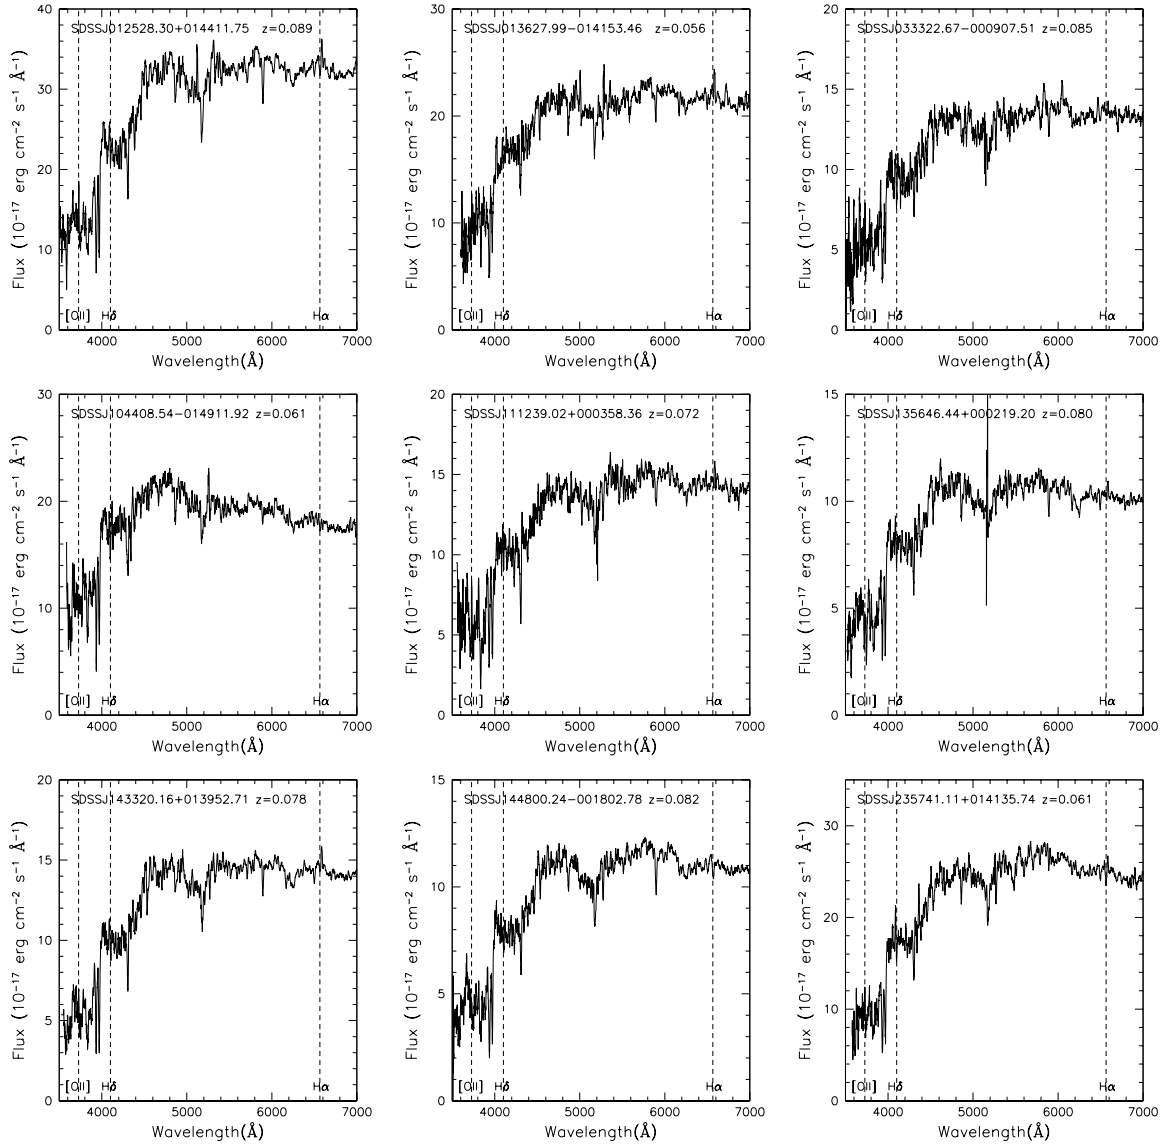 SDSSJ012528.30+014411.75 z=0.089
40
30
20
10
0
Flux (10⁻¹⁷ erg cm⁻² s⁻¹ Å⁻¹)
[OII] Hδ Hα
4000 5000 6000 7000
Wavelength(Å)
SDSSJ013627.99−014153.46 z=0.056
30
20
10
0
Flux (10⁻¹⁷ erg cm⁻² s⁻¹ Å⁻¹)
[OII] Hδ Hα
4000 5000 6000 7000
Wavelength(Å)
SDSSJ033322.67−000907.51 z=0.085
20
15
10
5
0
Flux (10⁻¹⁷ erg cm⁻² s⁻¹ Å⁻¹)
[OII] Hδ Hα
4000 5000 6000 7000
Wavelength(Å)
SDSSJ104408.54−014911.92 z=0.061
30
20
10
0
Flux (10⁻¹⁷ erg cm⁻² s⁻¹ Å⁻¹)
[OII] Hδ Hα
4000 5000 6000 7000
Wavelength(Å)
SDSSJ111239.02+000358.36 z=0.072
20
15
10
5
0
Flux (10⁻¹⁷ erg cm⁻² s⁻¹ Å⁻¹)
[OII] Hδ Hα
4000 5000 6000 7000
Wavelength(Å)
SDSSJ135646.44+000219.20 z=0.080
15
10
5
0
Flux (10⁻¹⁷ erg cm⁻² s⁻¹ Å⁻¹)
[OII] Hδ Hα
4000 5000 6000 7000
Wavelength(Å)
SDSSJ143320.16+013952.71 z=0.078
20
15
10
5
0
Flux (10⁻¹⁷ erg cm⁻² s⁻¹ Å⁻¹)
[OII] Hδ Hα
4000 5000 6000 7000
Wavelength(Å)
SDSSJ144800.24−001802.78 z=0.082
15
10
5
0
Flux (10⁻¹⁷ erg cm⁻² s⁻¹ Å⁻¹)
[OII] Hδ Hα
4000 5000 6000 7000
Wavelength(Å)
SDSSJ235741.11+014135.74 z=0.061
30
20
10
0
Flux (10⁻¹⁷ erg cm⁻² s⁻¹ Å⁻¹)
[OII] Hδ Hα
4000 5000 6000 7000
Wavelength(Å)